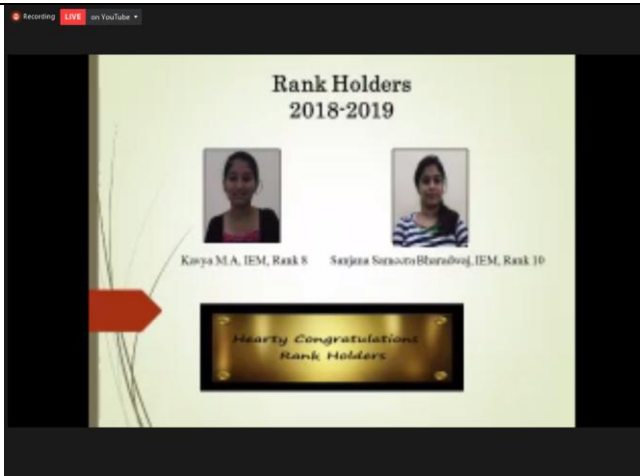 Recording LIVE on YouTube
Rank Holders
2018-2019
Kavya M.A, IEM, Rank 8
Sanjana Bharadwaj, IEM, Rank 10
Hearty Congratulations
Rank Holders